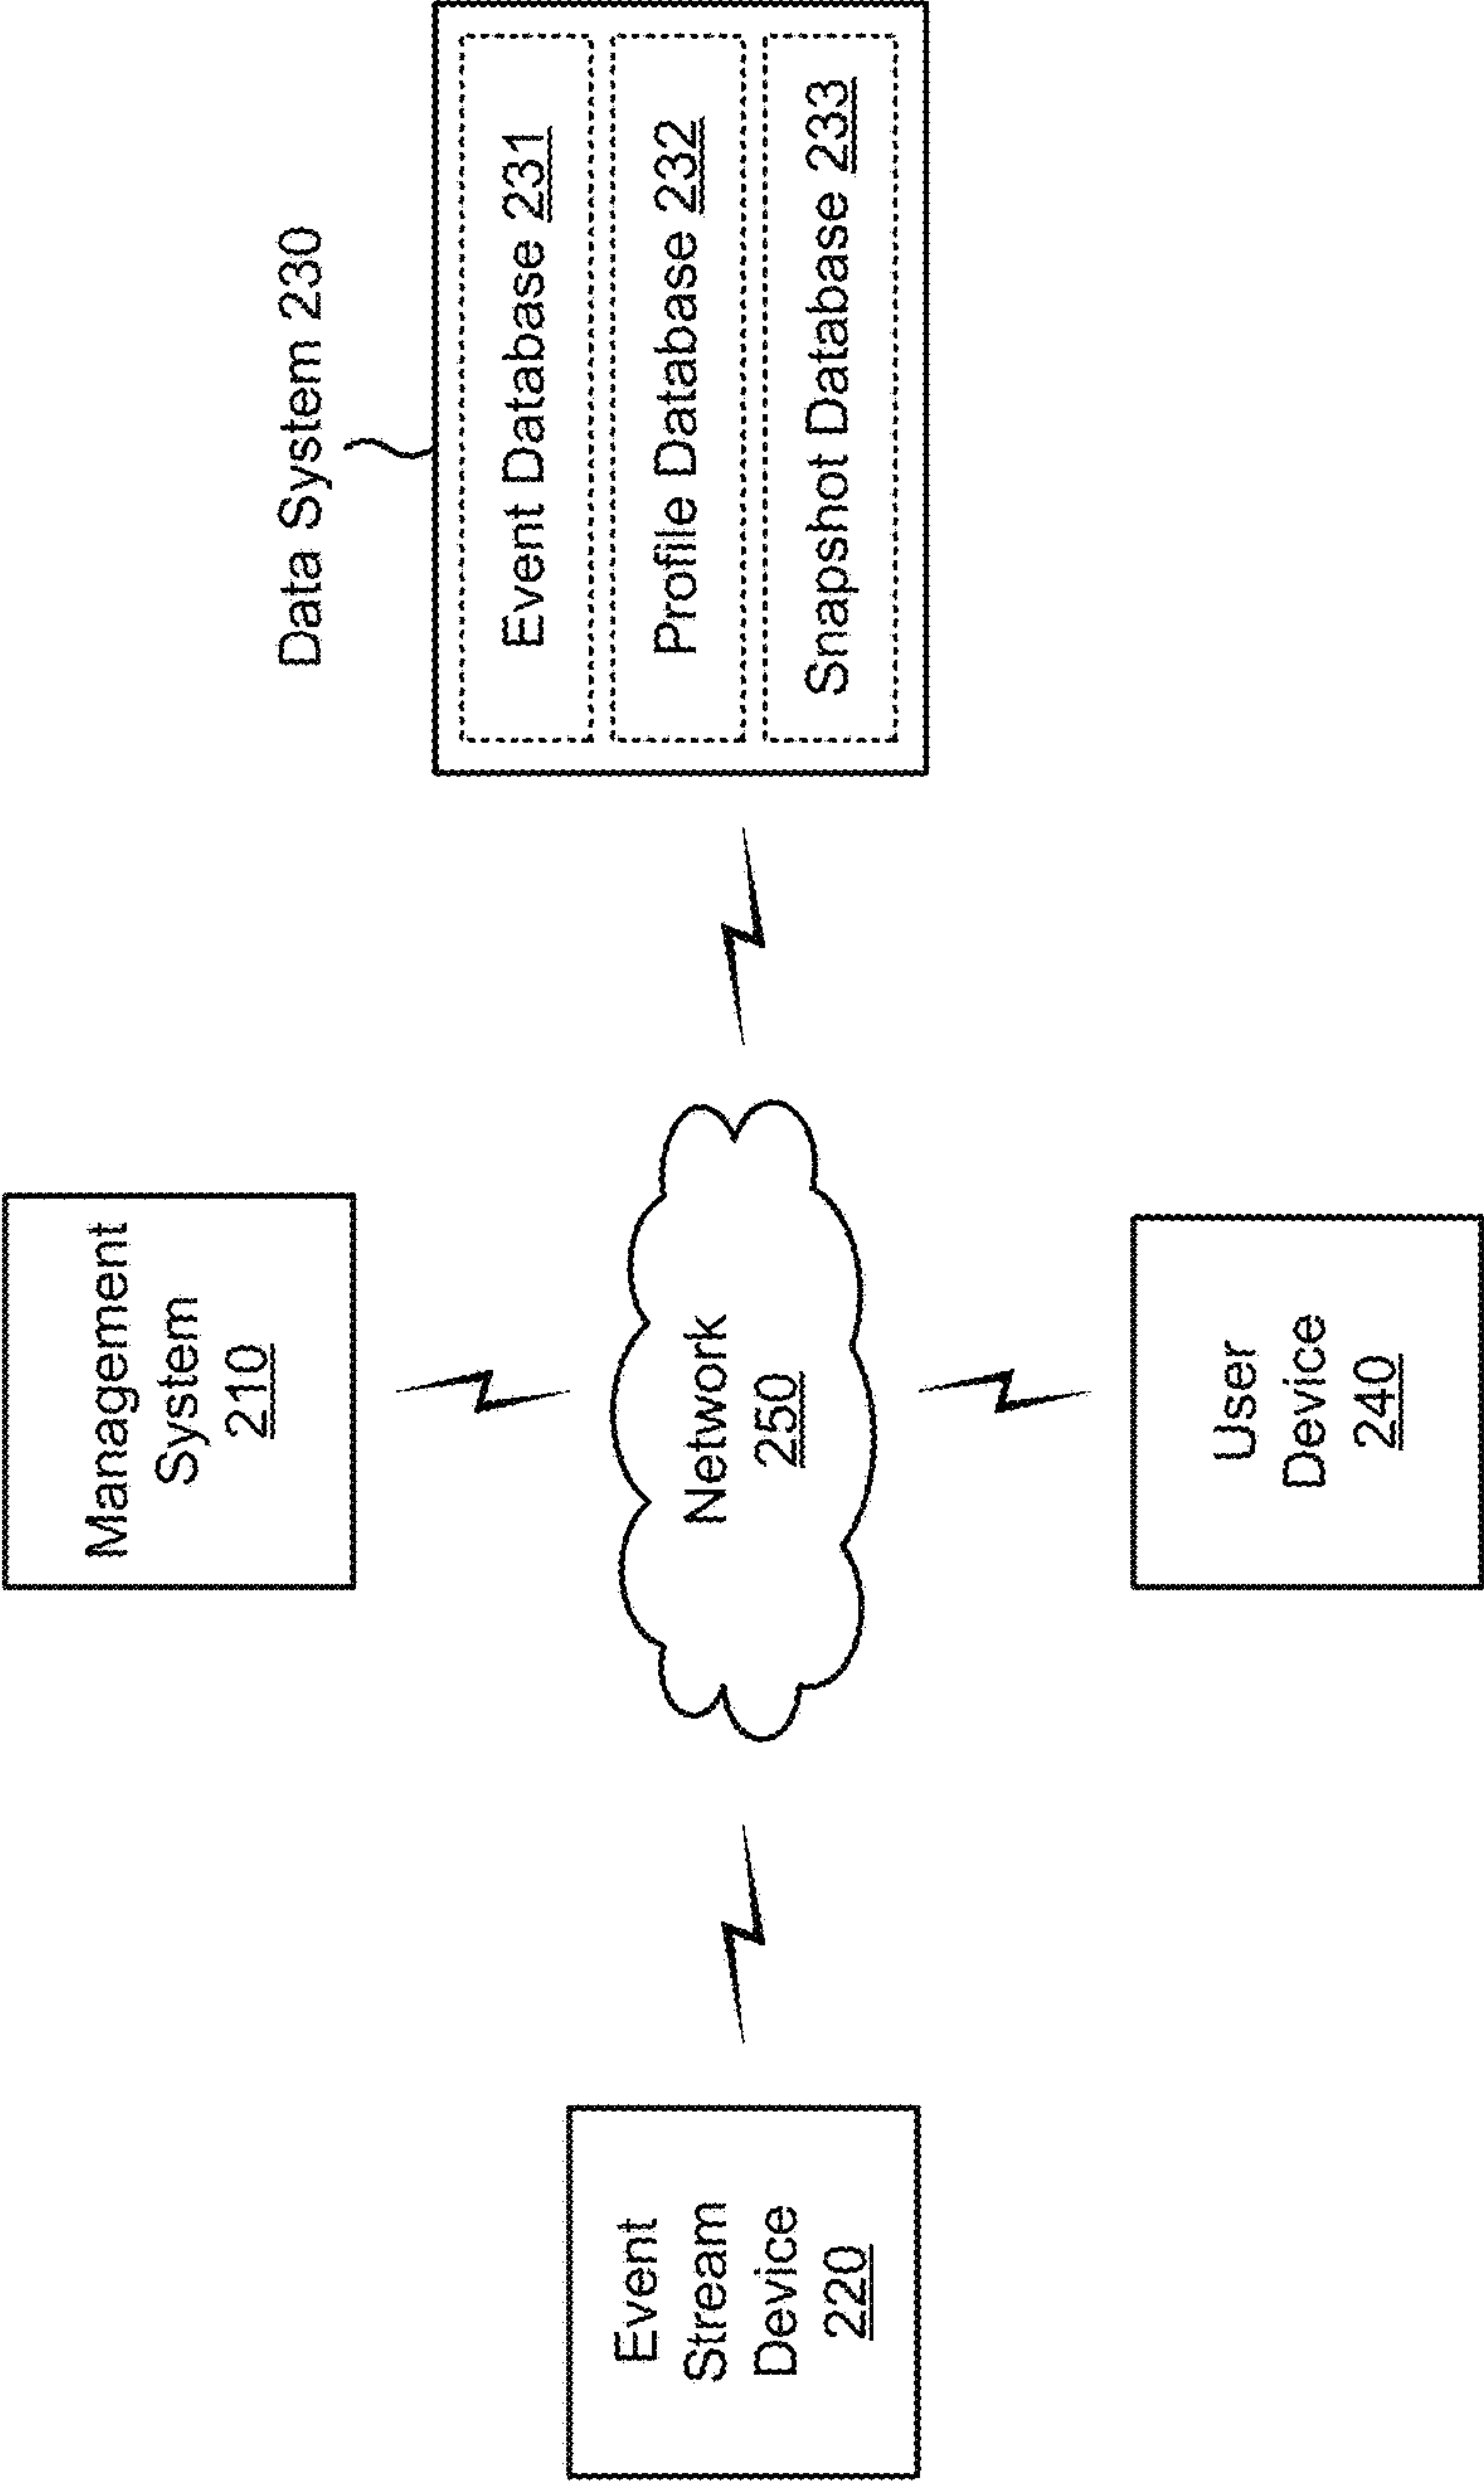 Management
System
210
Data System 230
Event Database 231
Profile Database 232
Snapshot Database 233
Event
Stream
Device
220
Network
250
User
Device
240